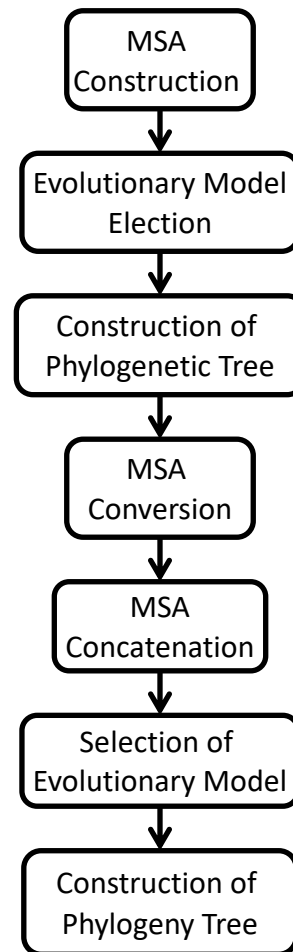 MSA
Construction
Evolutionary Model
Election
Construction of
Phylogenetic Tree
MSA
Conversion
MSA
Concatenation
Selection of
Evolutionary Model
Construction of
Phylogeny Tree